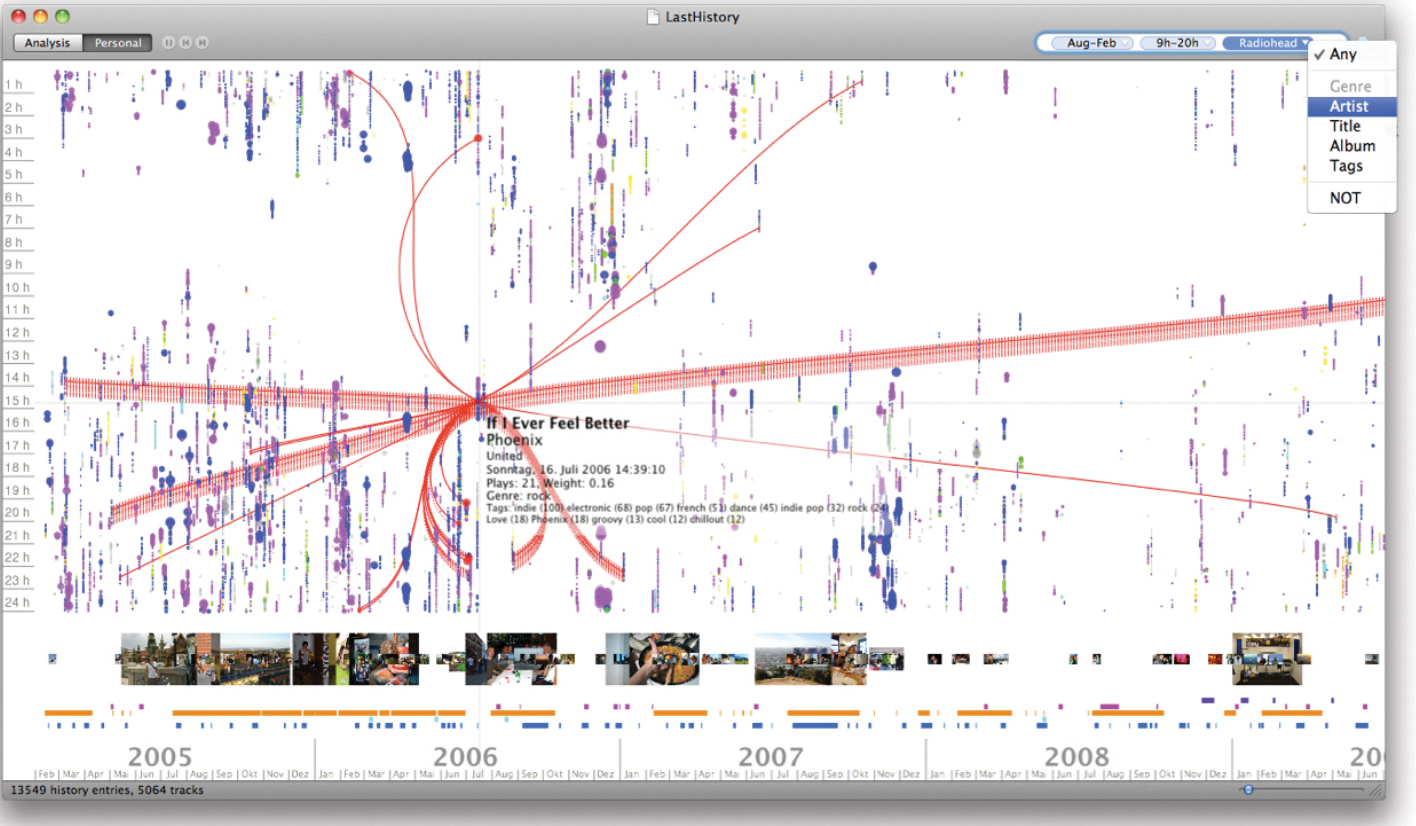 LastHistory
Analysis
Personal
Aug-Feb
9h-20h
Radiohead
Any
Genre
Artist
Title
Album
Tags
NOT
1 h
2 h
3 h
4 h
5 h
6 h
7 h
8 h
9 h
10 h
11 h
12 h
13 h
14 h
15 h
16 h
17 h
18 h
19 h
20 h
21 h
22 h
23 h
24 h
If I Ever Feel Better
Phoenix
United
Sonntag, 16. Juli 2006 14:39:10
Plays: 21, Weight: 0.16
Genre: rock
Tags: indie (100) electronic (68) pop (67) french (51) dance (45) indie pop (32) rock (24)
Love (18) Phoenix (18) groovy (13) cool (12) chillout (12)
2005 2006 2007 2008
Feb Mar Apr Mai Jun Jul Aug Sep Okt Nov Dez Jan Feb Mar Apr Mai Jun Jul Aug Sep Okt Nov Dez Jan Feb Mar Apr Mai Jun Jul Aug Sep Okt Nov Dez Jan Feb Mar Apr Mai Jun Jul Aug Sep Okt Nov Dez Jan Feb Mar Apr Mai Jun
13549 history entries, 5064 tracks